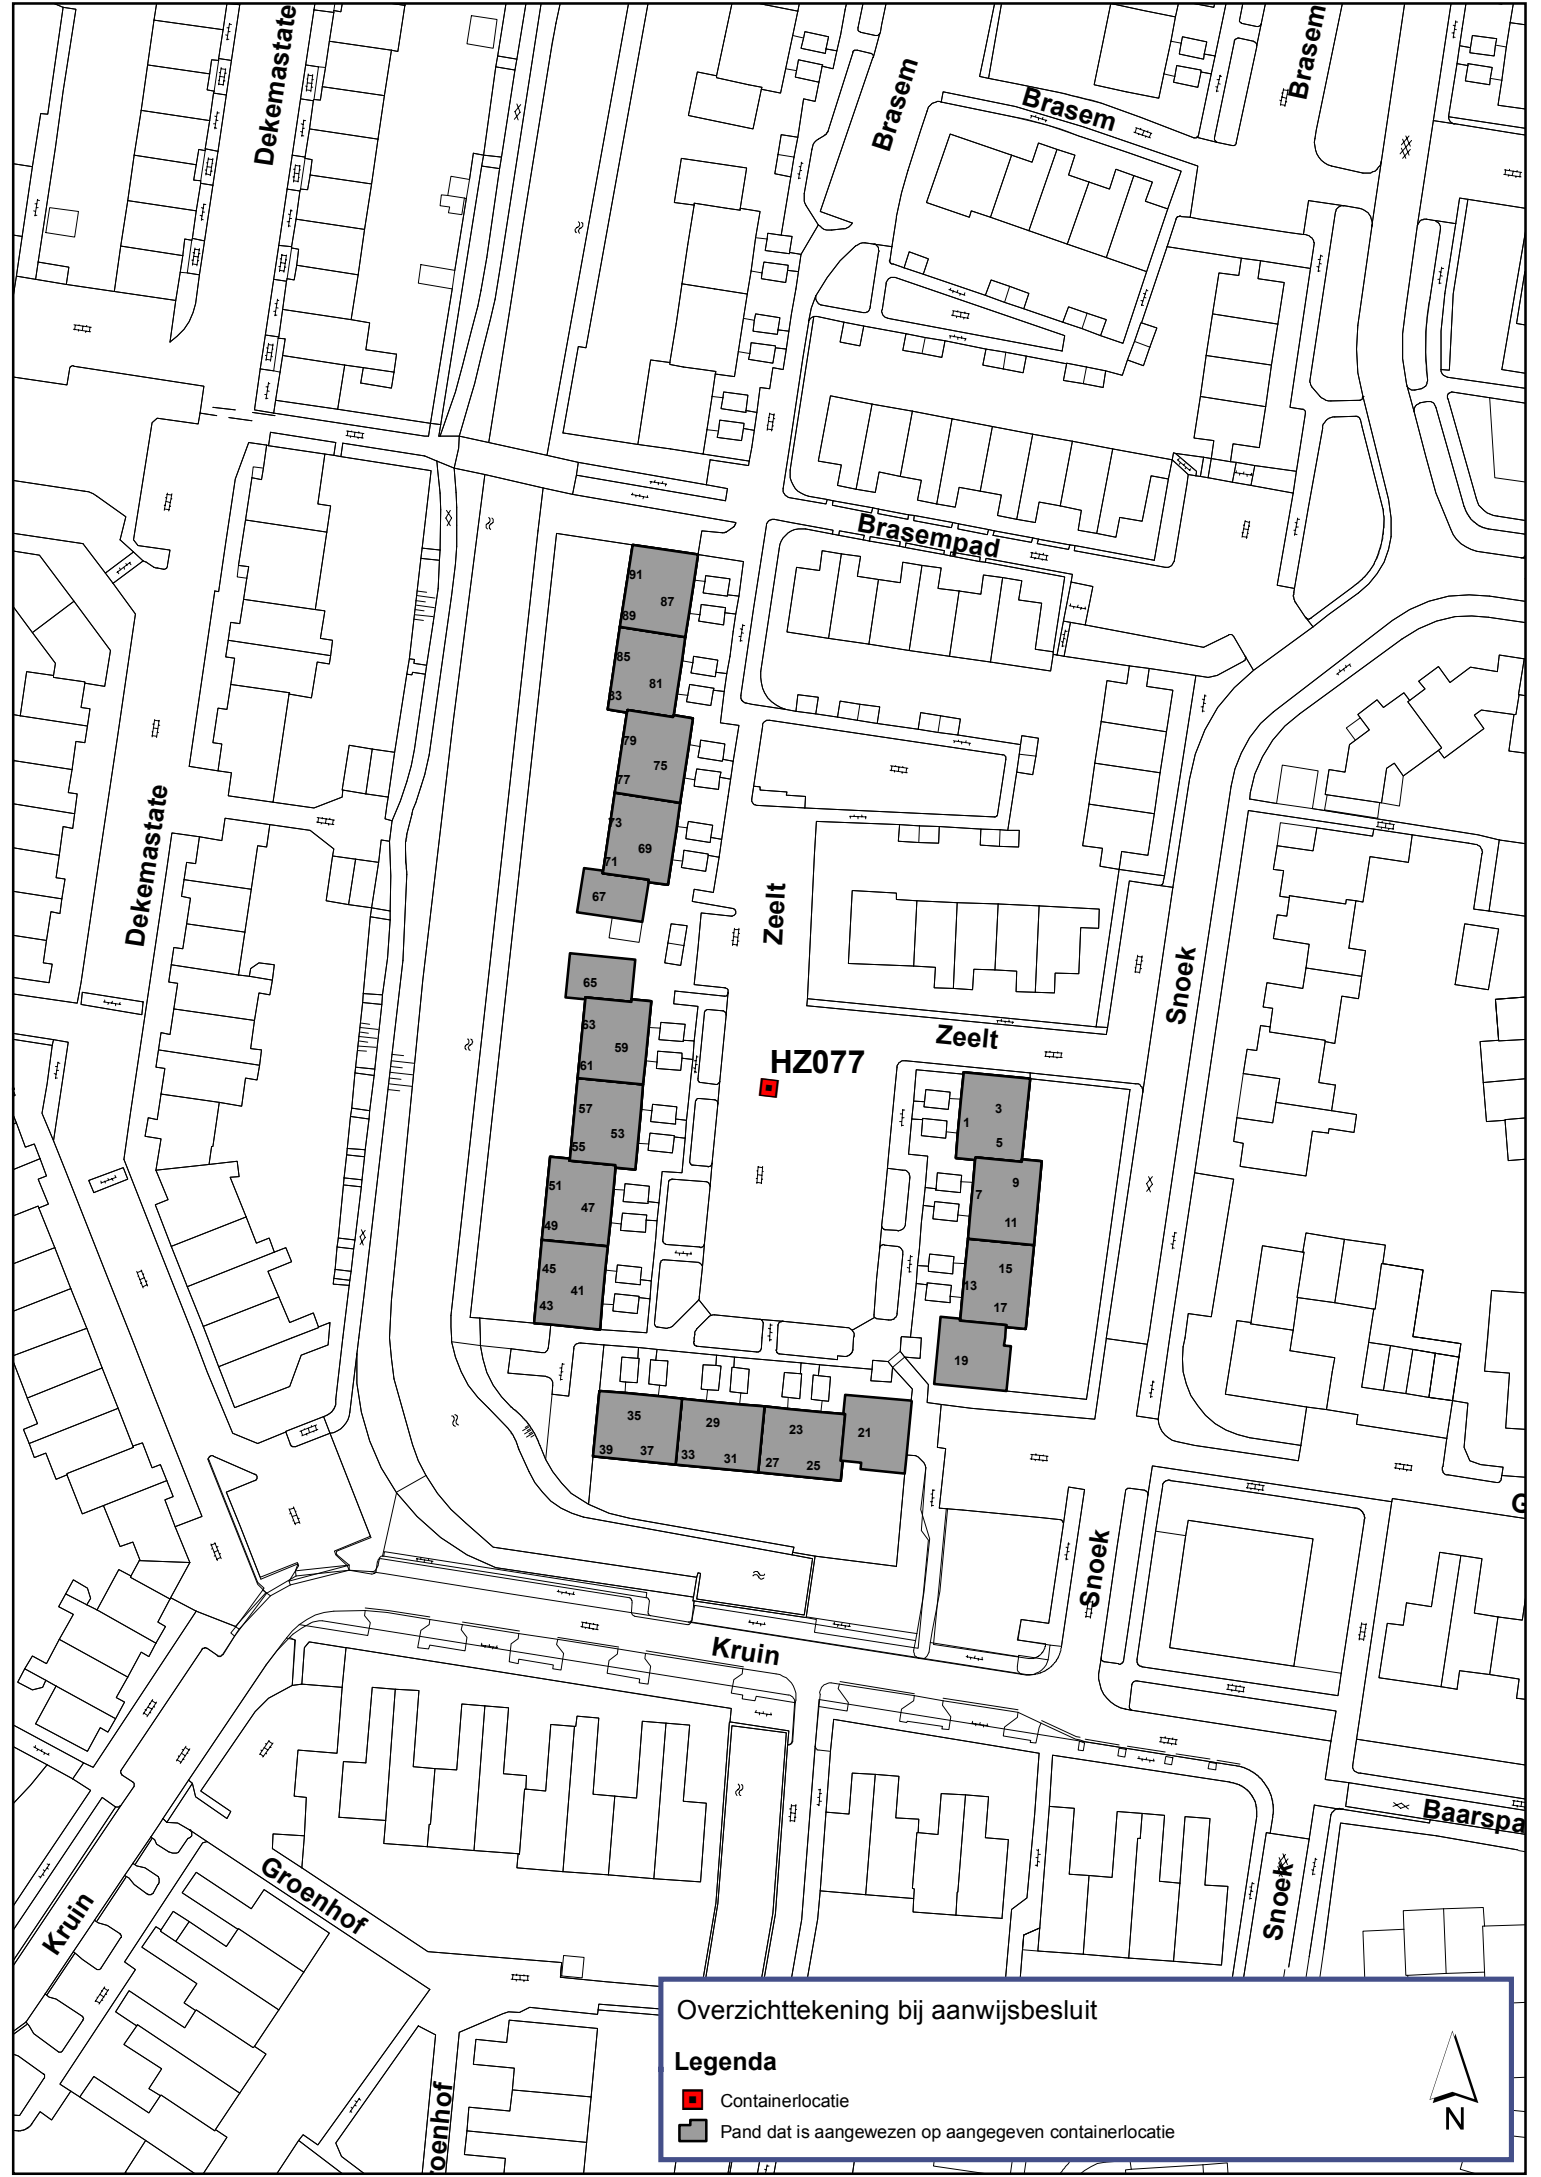 Dekemastate
Brasem
Brasem
Brasem
Brasempad
91
87
89
85
81
83
79
75
77
73
69
71
67
Dekemastate
Zeelt
Snoek
65
63
59
61
57
53
55
51
47
49
45
41
43
Zeelt
HZ077
3
1
5
9
7
11
15
13
17
19
35
39
37
29
33
31
23
27
25
21
G
Snoek
Kruin
Baarspa
Snoek
Groenhof
Kruin
oenhof
Overzichttekening bij aanwijsbesluit
Legenda
Containerlocatie
Pand dat is aangewezen op aangegeven containerlocatie
N